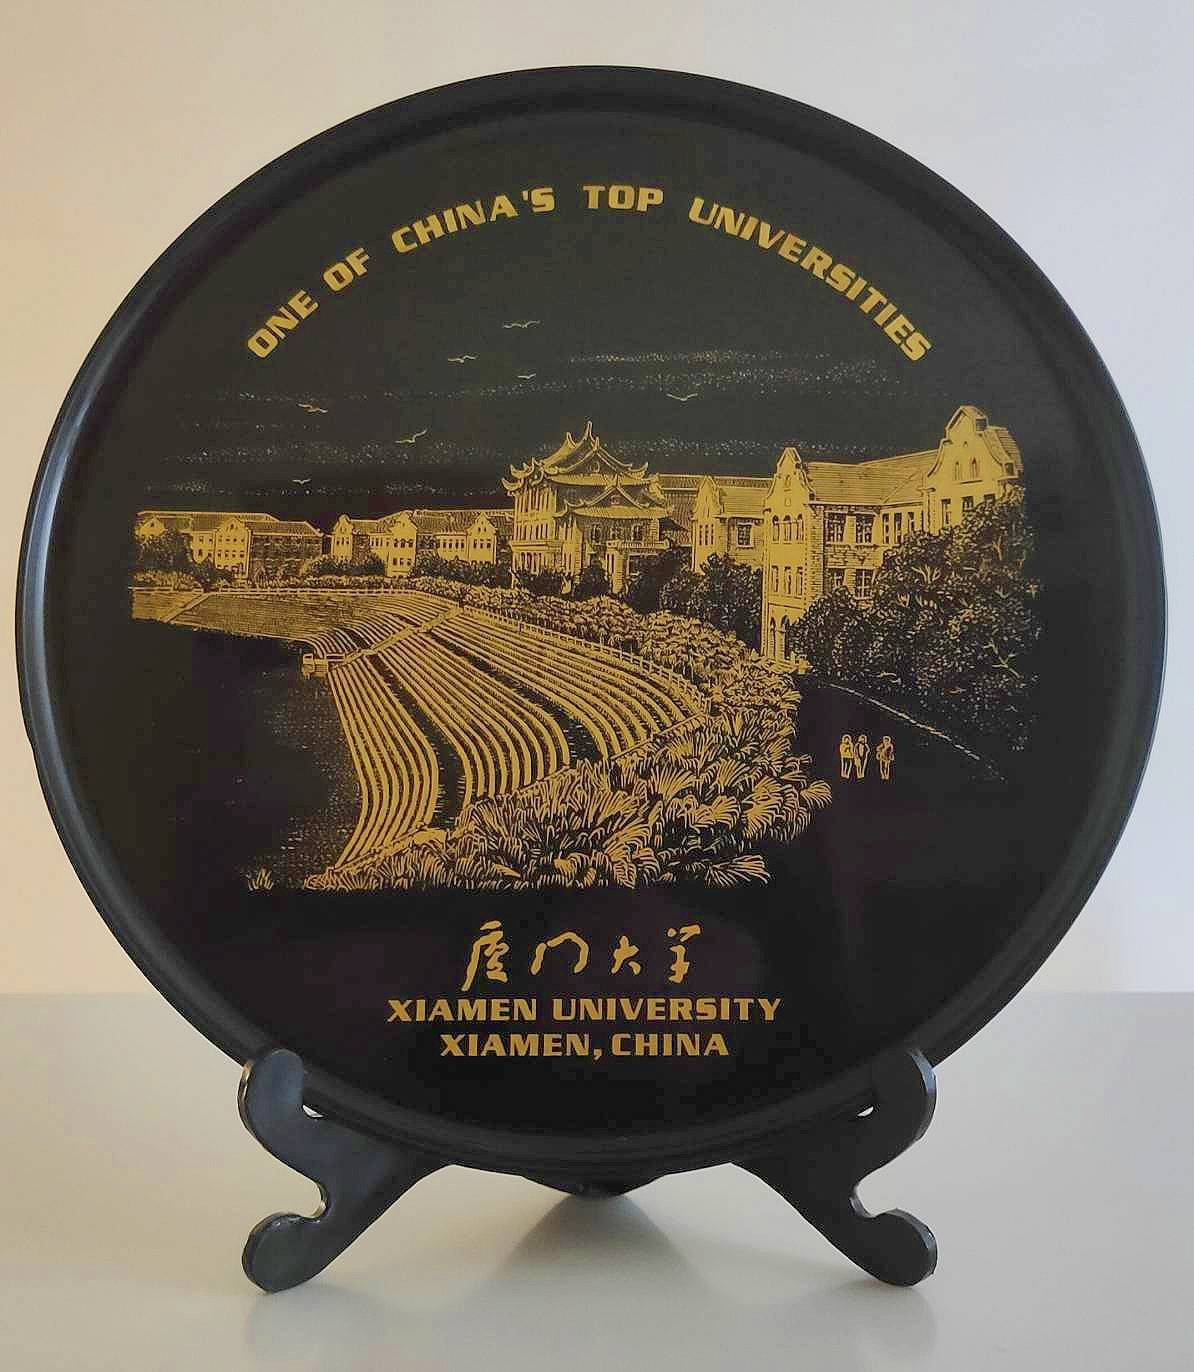 ONE OF CHINA'S TOP UNIVERSITIES
厦门大学
XIAMEN UNIVERSITY
XIAMEN, CHINA